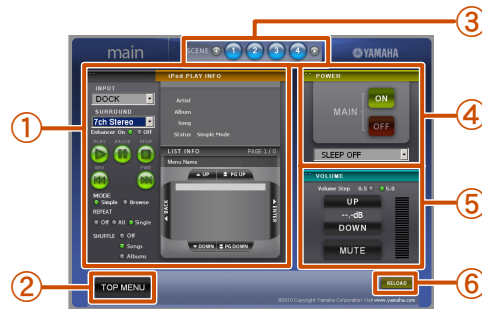 ③
main
SCENE 1 2 3 4
YAMAHA
①
iPod PLAY INFO
INPUT
DOCK
SURROUND
7ch Stereo
Enhancer On Off
PLAY PAUSE STOP
REV FWD
MODE
Simple Browse
REPEAT
Off All Single
SHUFFLE Off
Songs
Albums
Artist
Album
Song
Status Simple Mode
LIST INFO PAGE 1 / 0
Menu Name
UP PG UP
BACK
ENTER
DOWN PG DOWN
POWER
MAIN ON
OFF
SLEEP OFF
④
VOLUME
Volume Step 0.5 5.0
UP
--.-dB
DOWN
MUTE
⑤
②
TOP MENU
RELOAD
⑥
©2010 Copyright Yamaha Corporation Visit www.yamaha.com